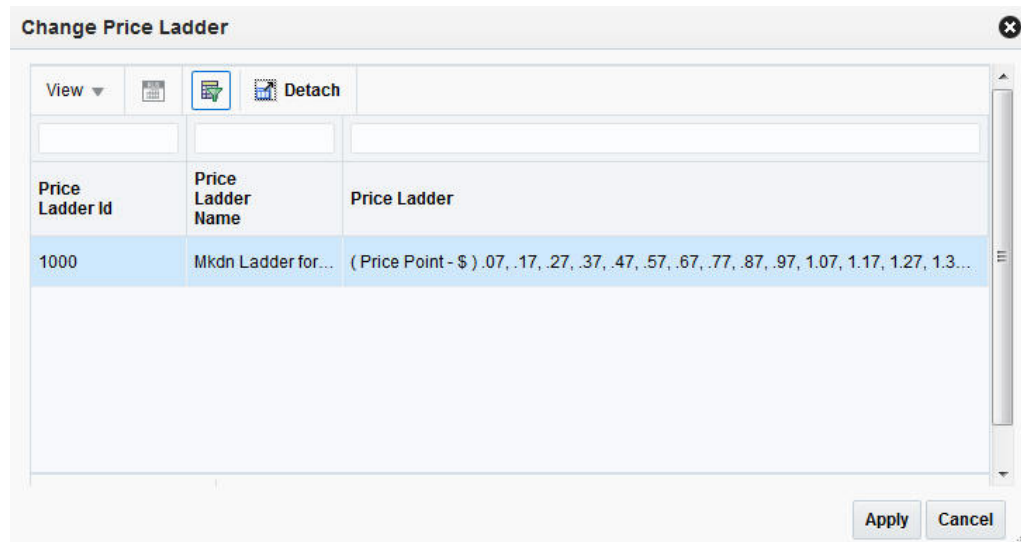 Change Price Ladder
View Detach
Price
Ladder Id
Price
Ladder
Name
Price Ladder
1000 Mkdn Ladder for... ( Price Point - $ ) .07, .17, .27, .37, .47, .57, .67, .77, .87, .97, 1.07, 1.17, 1.27, 1.3...
Apply Cancel